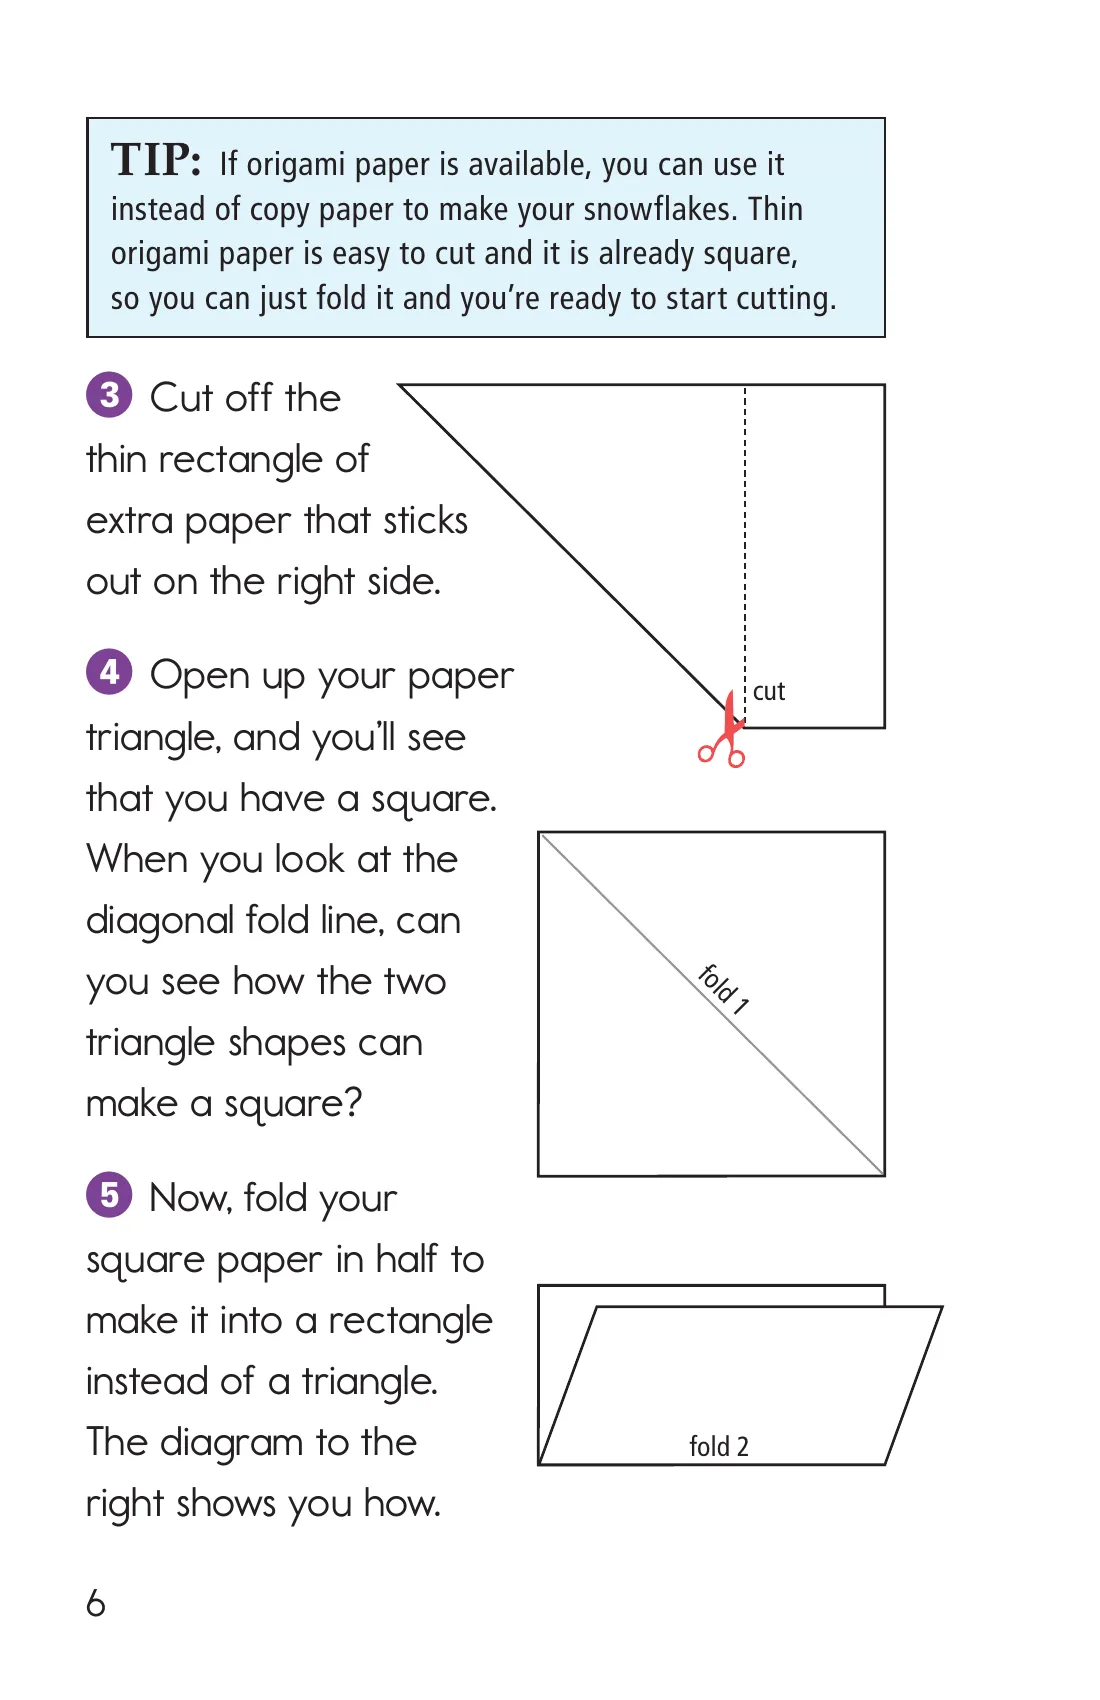 TIP: If origami paper is available, you can use it
instead of copy paper to make your snowflakes. Thin
origami paper is easy to cut and it is already square,
so you can just fold it and you’re ready to start cutting.
3 Cut off the
thin rectangle of
extra paper that sticks
out on the right side.
cut
4 Open up your paper
triangle, and you’ll see
that you have a square.
When you look at the
diagonal fold line, can
you see how the two
triangle shapes can
make a square?
fold 1
5 Now, fold your
square paper in half to
make it into a rectangle
instead of a triangle.
The diagram to the
right shows you how.
fold 2
6